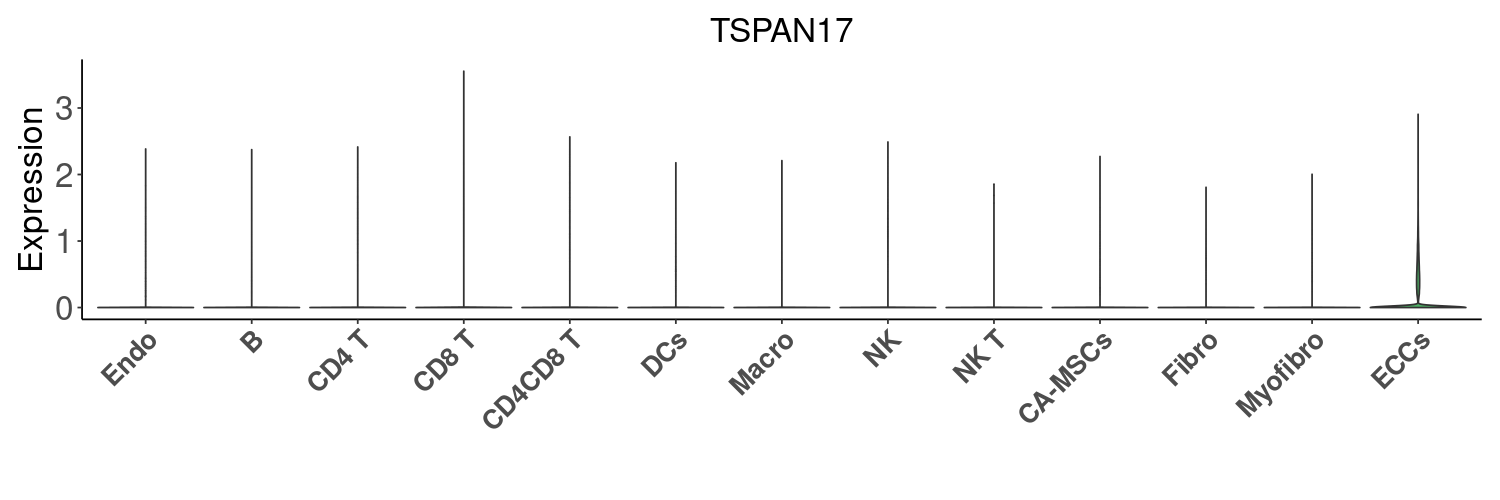 TSPAN17
Expression
3
2
1
0
Endo
B
CD4 T
CD8 T
CD4CD8 T
DCs
Macro
NK
NK T
CA-MSCs
Fibro
Myofibro
ECCs